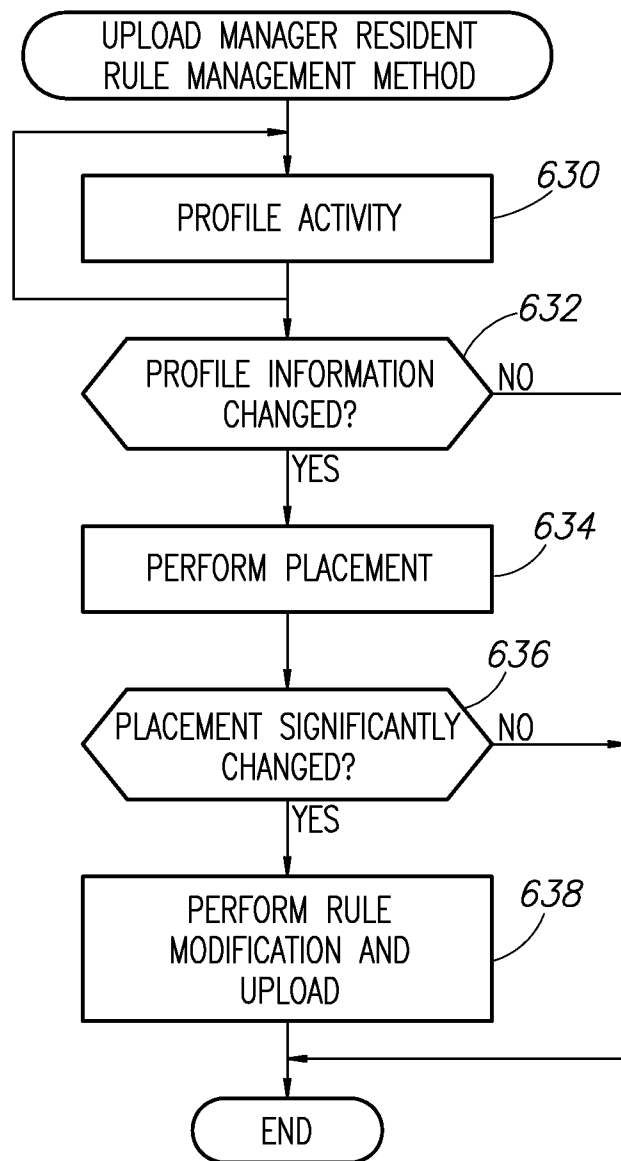 UPLOAD MANAGER RESIDENT
RULE MANAGEMENT METHOD
630
PROFILE ACTIVITY
632
PROFILE INFORMATION
CHANGED?
NO
YES
634
PERFORM PLACEMENT
636
PLACEMENT SIGNIFICANTLY
CHANGED?
NO
YES
638
PERFORM RULE
MODIFICATION AND
UPLOAD
END